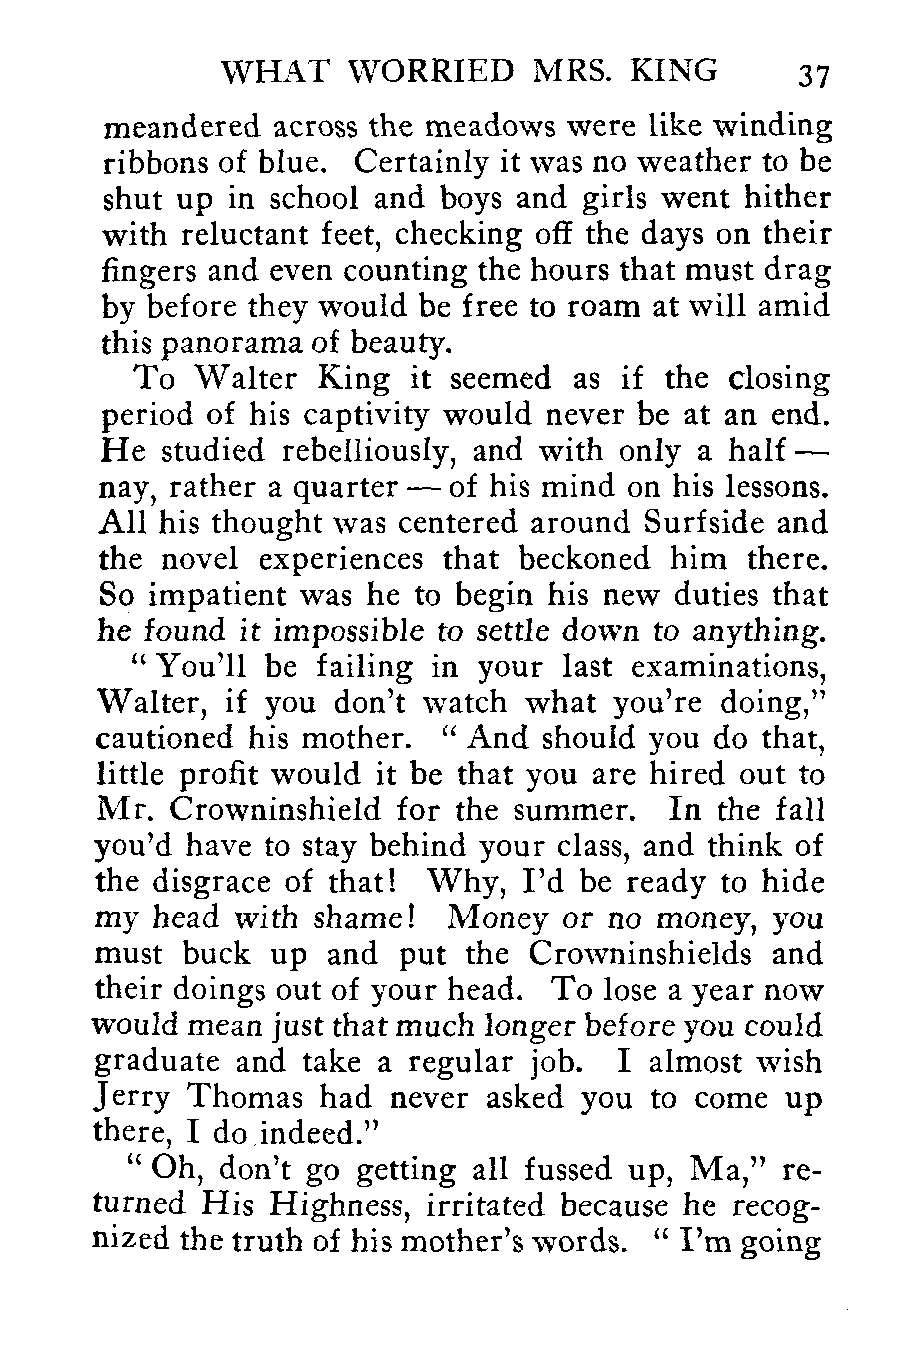 WHAT WORRIED MRS. KING 37
meandered across the meadows were like winding
ribbons of blue. Certainly it was no weather to be
shut up in school and boys and girls went hither
with reluctant feet, checking off the days on their
fingers and even counting the hours that must drag
by before they would be free to roam at will amid
this panorama of beauty.
To Walter King it seemed as if the closing
period of his captivity would never be at an end.
He studied rebelliously, and with only a half —
nay, rather a quarter — of his mind on his lessons.
All his thought was centered around Surfside and
the novel experiences that beckoned him there.
So impatient was he to begin his new duties that
he found it impossible to settle down to anything.
“ You’ll be failing in your last examinations,
Walter, if you don’t watch what you’re doing,”
cautioned his mother. “ And should you do that,
little profit would it be that you are hired out to
Mr. Crowninshield for the summer. In the fall
you’d have to stay behind your class, and think of
the disgrace of that! Why, I’d be ready to hide
my head with shame! Money or no money, you
must buck up and put the Crowninshields and
their doings out of your head. To lose a year now
would mean just that much longer before you could
graduate and take a regular job. I almost wish
Jerry Thomas had never asked you to come up
there, I do indeed.”
“ Oh, don’t go getting all fussed up, Ma,” re-
turned His Highness, irritated because he recog-
nized the truth of his mother’s words. “ I’m going